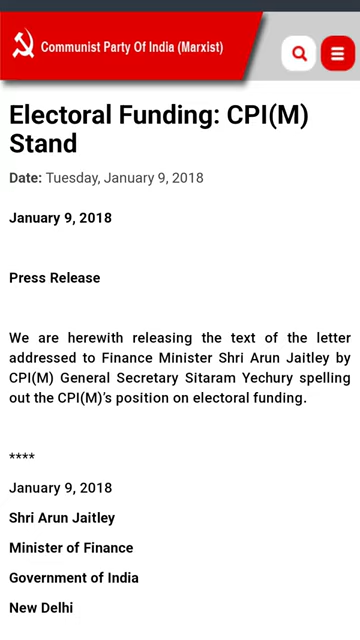 Communist Party Of India (Marxist)
Electoral Funding: CPI(M)
Stand
Date: Tuesday, January 9, 2018
January 9, 2018
Press Release
We are herewith releasing the text of the letter
addressed to Finance Minister Shri Arun Jaitley by
CPI(M) General Secretary Sitaram Yechury spelling
out the CPI(M)’s position on electoral funding.
****
January 9, 2018
Shri Arun Jaitley
Minister of Finance
Government of India
New Delhi